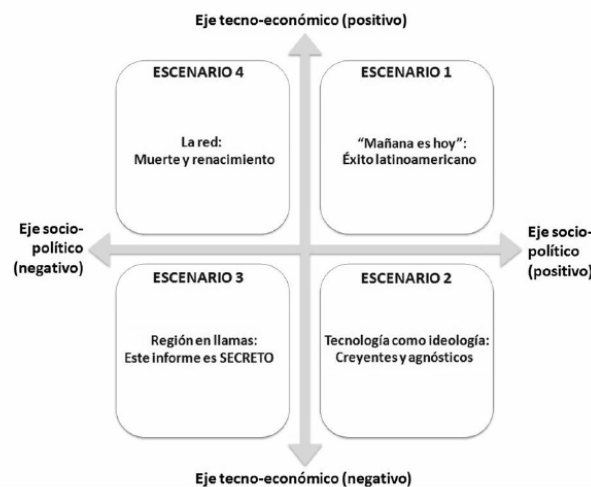 Eje tecno-económico (positivo)
ESCENARIO 4
La red:
Muerte y renacimiento
ESCENARIO 1
“Mañana es hoy”:
Éxito latinoamericano
Eje socio-
político
(negativo)
Eje socio-
político
(positivo)
ESCENARIO 3
Región en llamas:
Este informe es SECRETO
ESCENARIO 2
Tecnología como ideología:
Creyentes y agnósticos
Eje tecno-económico (negativo)